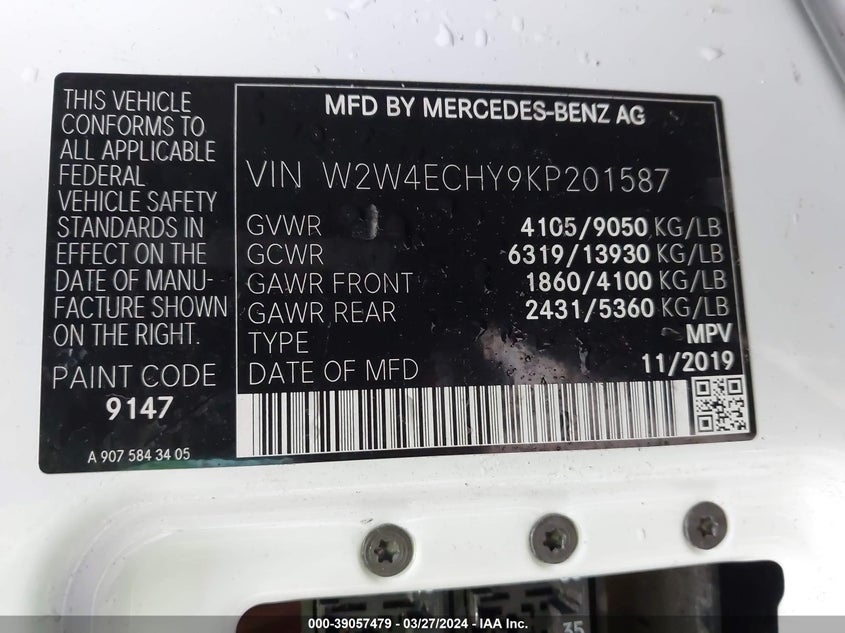 THIS VEHICLE
CONFORMS TO
ALL APPLICABLE
FEDERAL
VEHICLE SAFETY
STANDARDS IN
EFFECT ON THE
DATE OF MANU-
FACTURE SHOWN
ON THE RIGHT.
PAINT CODE
9147
A 907 584 34 05
MFD BY MERCEDES-BENZ AG
VIN W2W4ECHY9KP201587
GVWR 4105/9050 KG/LB
GCWR 6319/13930 KG/LB
GAWR FRONT 1860/4100 KG/LB
GAWR REAR 2431/5360 KG/LB
TYPE MPV
DATE OF MFD 11/2019
35
000-39057479 - 03/27/2024 - IAA Inc.